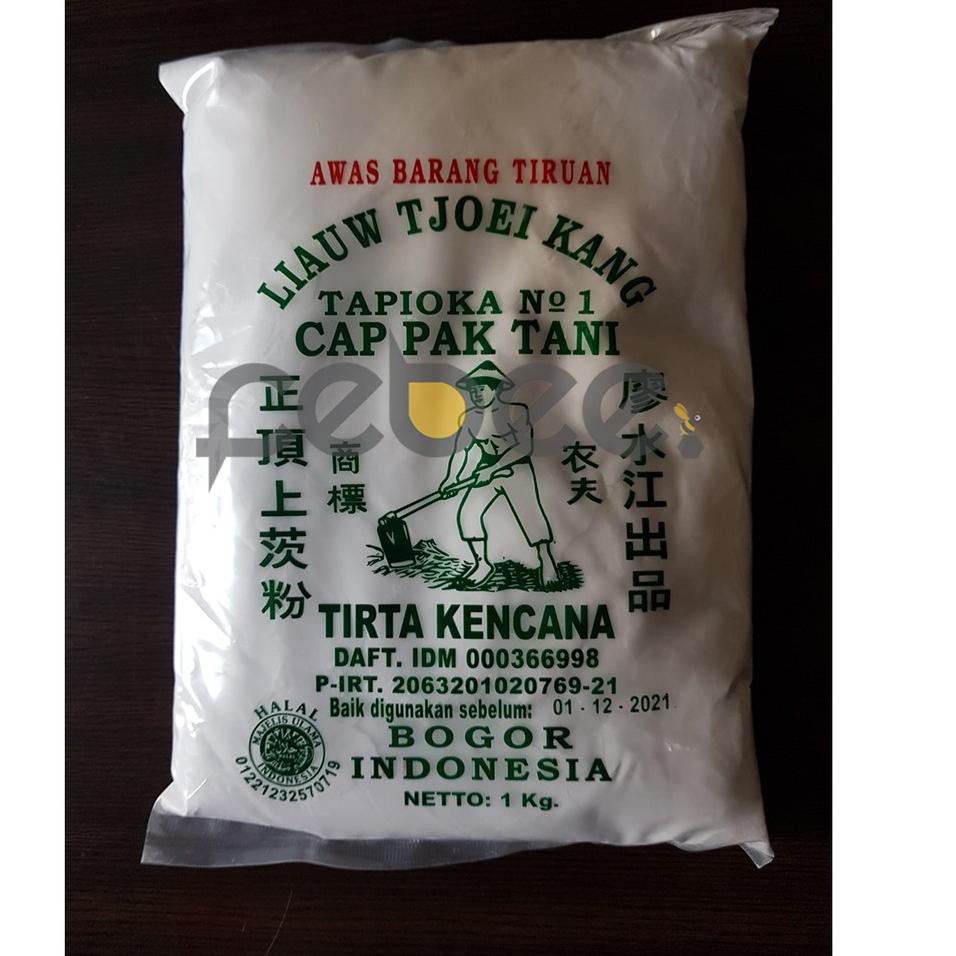 AWAS BARANG TIRUAN
LIAUW TJOEI KANG
TAPIOKA Nº 1
CAP PAK TANI
febee
正頂上茨粉
商標
农夫
廖水江出品
TIRTA KENCANA
DAFT. IDM 000366998
P-IRT. 2063201020769-21
Baik digunakan sebelum: 01 - 12 - 2021
BOGOR
INDONESIA
NETTO: 1 Kg.
HALAL
MAJELIS ULAMA
INDONESIA
01221232570719